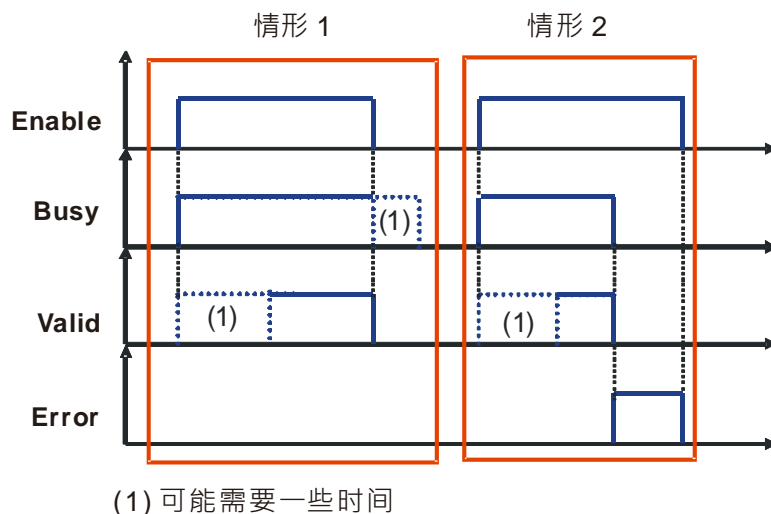 情形 1 情形 2
Enable
Busy
(1)
Valid
(1) (1)
Error
(1) 可能需要一些时间